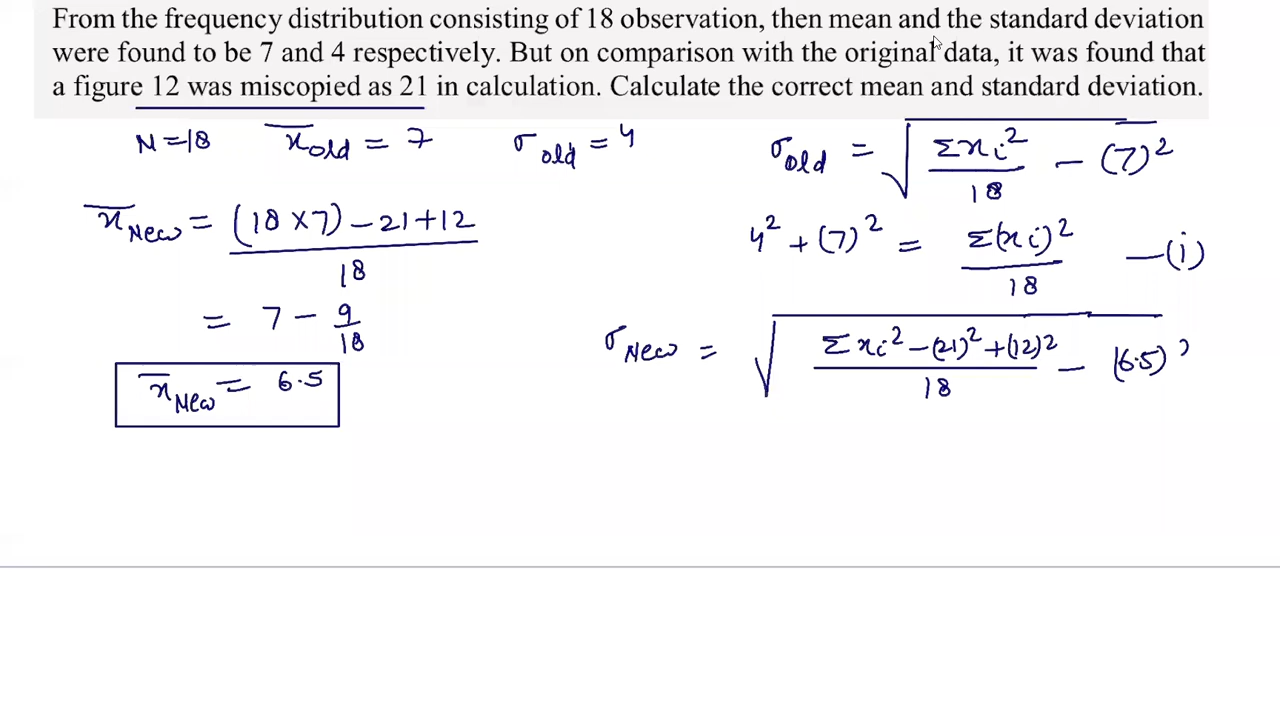 From the frequency distribution consisting of 18 observation, then mean and the standard deviation
were found to be 7 and 4 respectively. But on comparison with the original data, it was found that
a figure 12 was miscopied as 21 in calculation. Calculate the correct mean and standard deviation.
N=18 x̄old = 7 σold = 4
x̄New = (18×7)-21+12 / 18
= 7 - 9/18
x̄New = 6.5
σold = √(Σxi²/18 - (7)²)
4² + (7)² = Σ(xi)²/18 —(i)
σNew = √(Σxi² - (21)² + (12)² / 18 - (6.5)²)